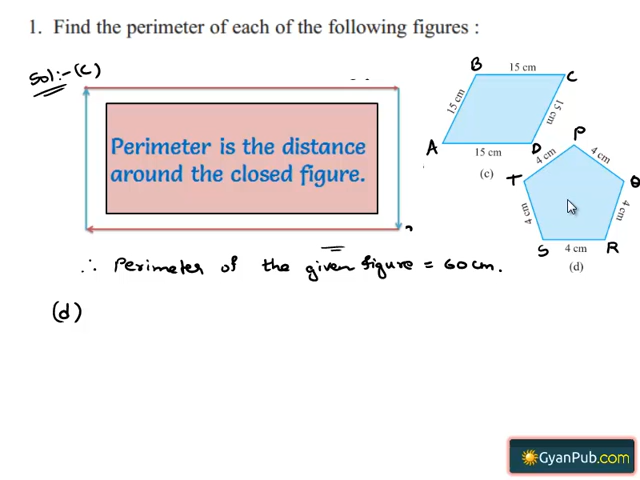 1. Find the perimeter of each of the following figures :
Sol:-(c)
Perimeter is the distance
around the closed figure.
B
15 cm
C
15 cm
15 cm
A
15 cm
D
(c)
P
4 cm
4 cm
T
Q
4 cm
4 cm
S
4 cm
R
(d)
∴ Perimeter of the given figure = 60 cm.
(d)
GyanPub.com